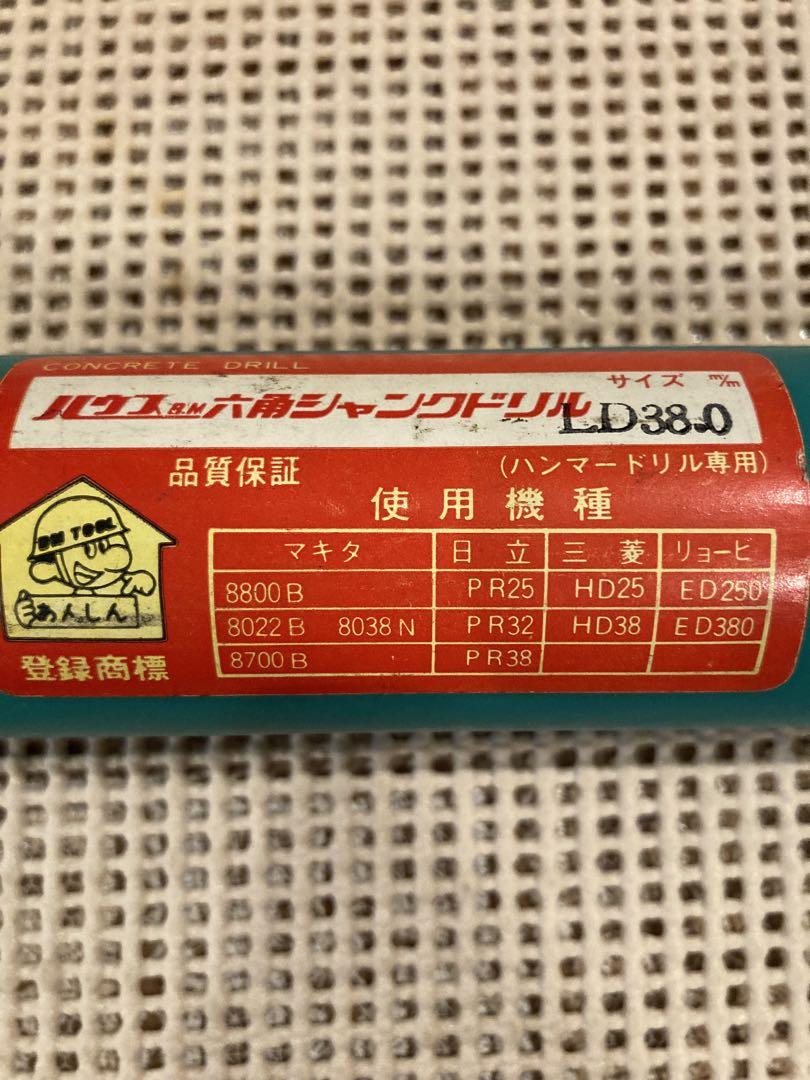 CONCRETE DRILL
ハウスB.M六角シャンクドリル サイズ m/m LD38.0
品質保証 (ハンマードリル専用)
使用機種
BM TOOL
あんしん
登録商標
マキタ 日立 三菱 リョービ
8800B PR25 HD25 ED250
8022B 8038N PR32 HD38 ED380
8700B PR38